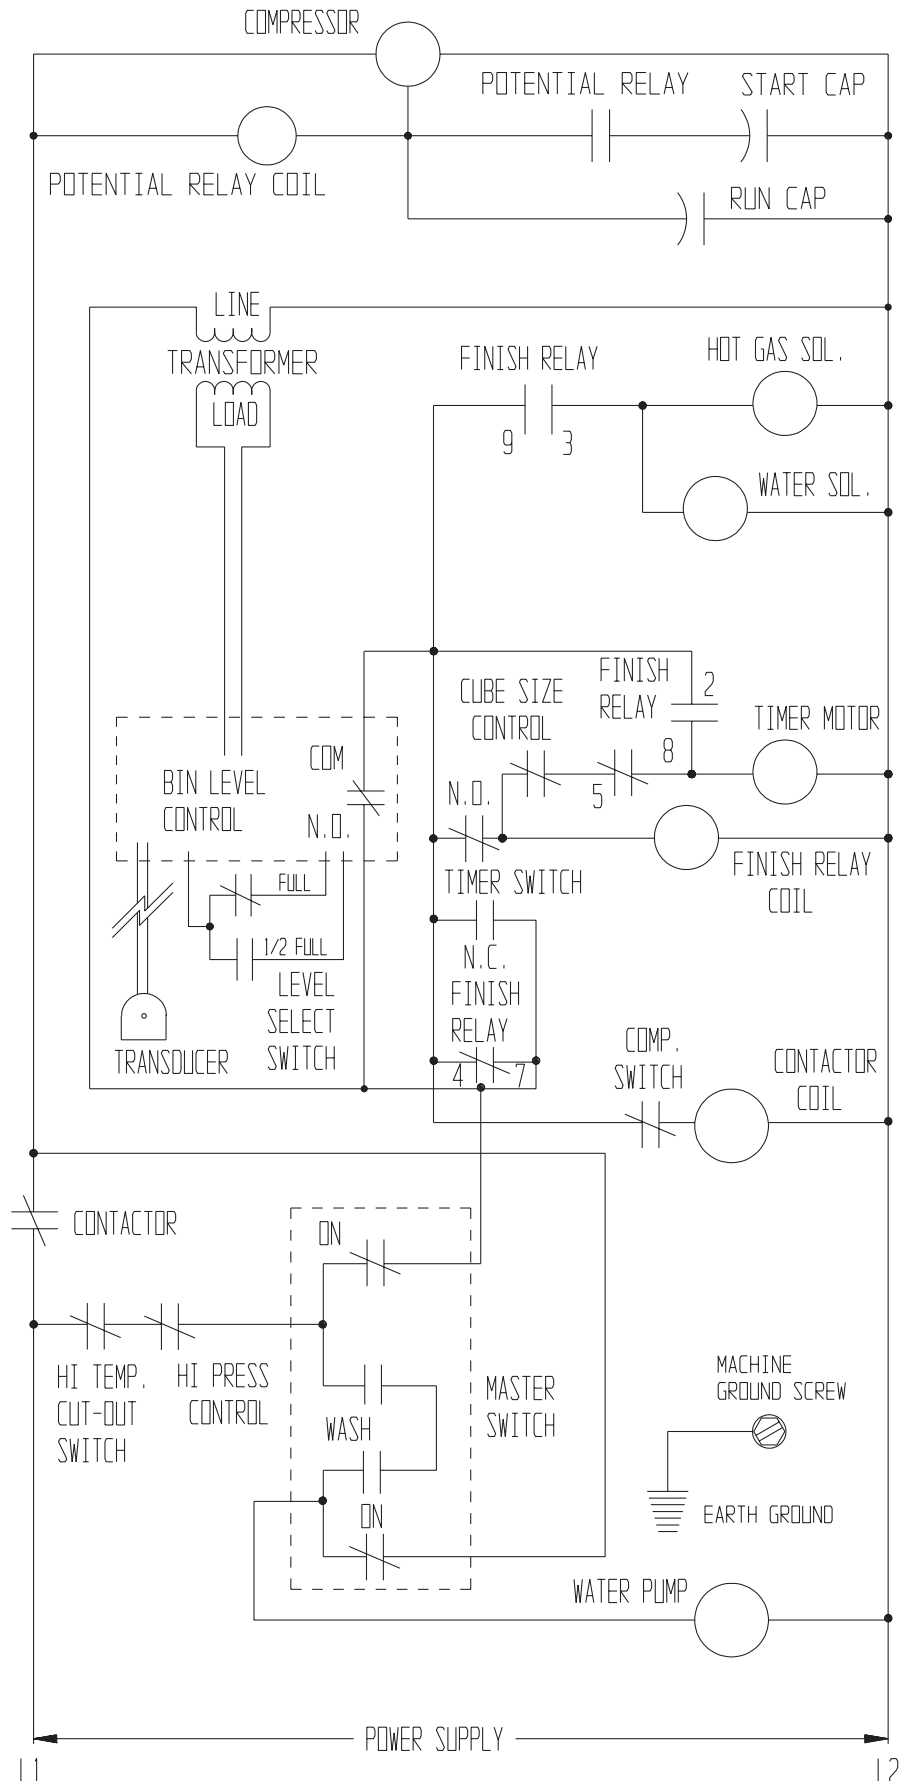 COMPRESSOR
POTENTIAL RELAY
START CAP
POTENTIAL RELAY COIL
RUN CAP
LINE
TRANSFORMER
LOAD
FINISH RELAY
HOT GAS SOL.
9
3
WATER SOL.
FINISH
RELAY
2
CUBE SIZE
CONTROL
TIMER MOTOR
8
COM
BIN LEVEL
CONTROL
5
N.O.
N.O.
TIMER SWITCH
FINISH RELAY
COIL
FULL
1/2 FULL
N.C.
LEVEL
SELECT
SWITCH
FINISH
RELAY
TRANSDUCER
4
7
COMP.
SWITCH
CONTACTOR
COIL
CONTACTOR
ON
HI TEMP.
CUT-OUT
SWITCH
HI PRESS
CONTROL
WASH
MASTER
SWITCH
MACHINE
GROUND SCREW
ON
EARTH GROUND
WATER PUMP
POWER SUPPLY
L1
L2